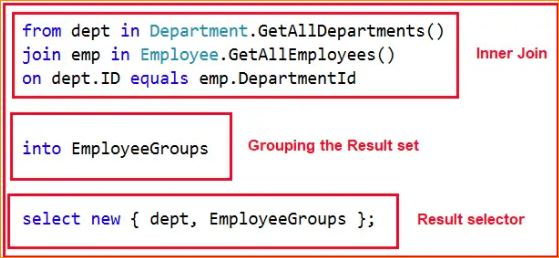 from dept in Department.GetAllDepartments()
join emp in Employee.GetAllEmployees()
on dept.ID equals emp.DepartmentId
Inner Join
into EmployeeGroups
Grouping the Result set
select new { dept, EmployeeGroups };
Result selector